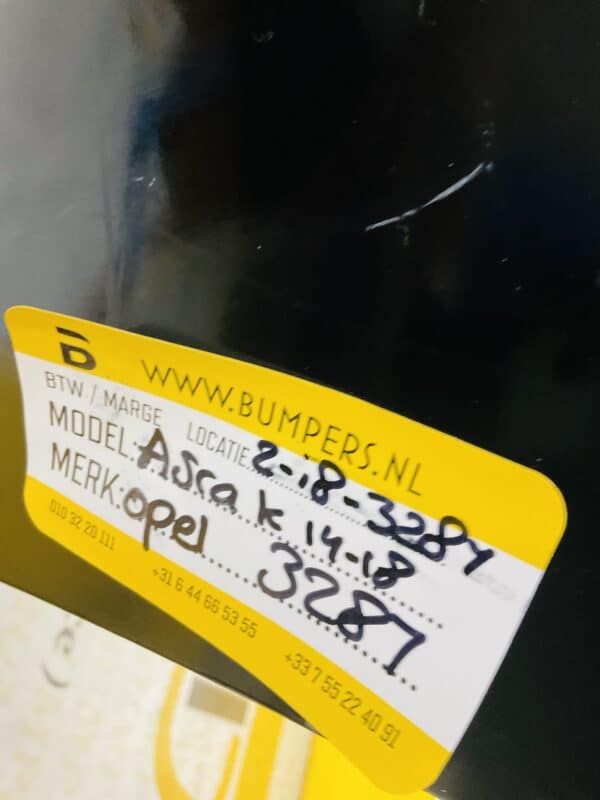 WWW.BUMPERS.NL
BTW / MARGE LOCATIE: 2-18-3287
MODEL: Asra k 14-18
MERK: opel 3287
010 32 20 111 +31 6 44 66 53 55 +33 7 55 22 40 91